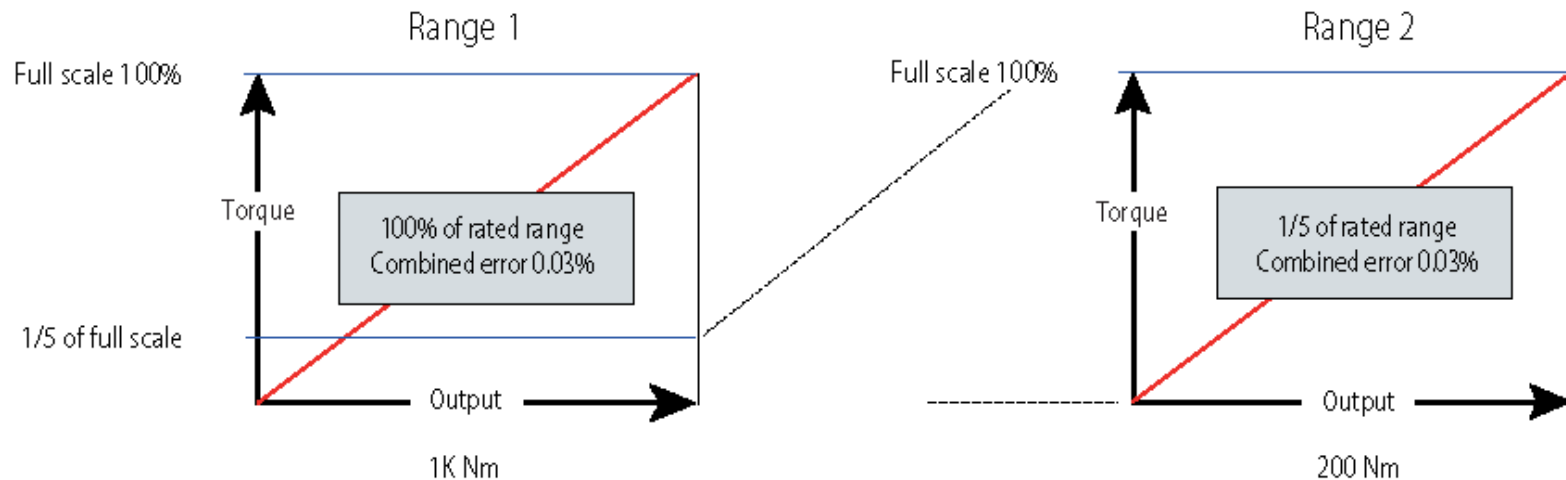 Range 1
Full scale 100%
Torque
100% of rated range
Combined error 0.03%
1/5 of full scale
Output
1K Nm
Range 2
Full scale 100%
Torque
1/5 of rated range
Combined error 0.03%
Output
200 Nm